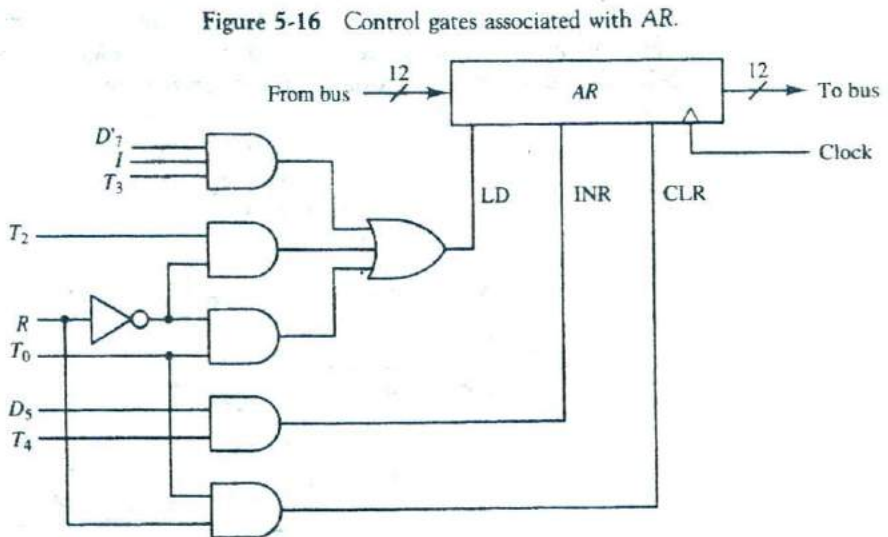 Figure 5-16 Control gates associated with AR.
12
12
From bus
AR
To bus
D'₇
I
T₃
Clock
LD
INR
CLR
T₂
R
T₀
D₅
T₄